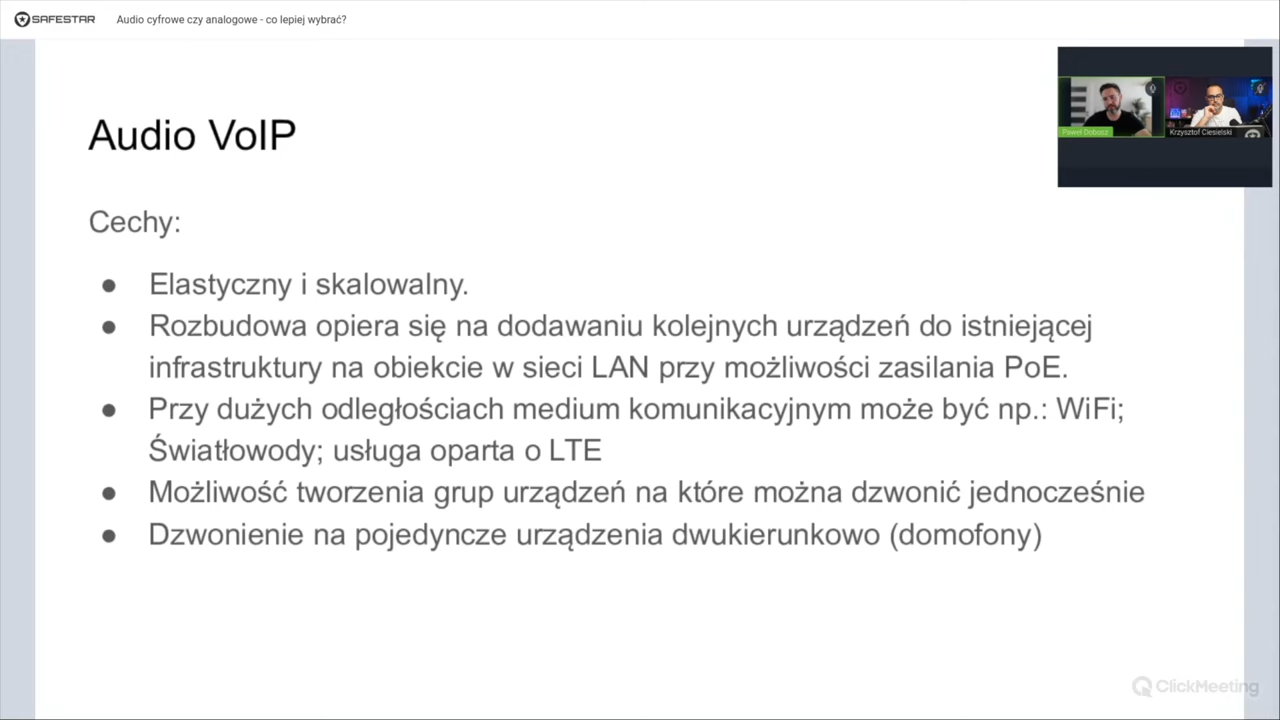 SAFESTAR
Audio cyfrowe czy analogowe - co lepiej wybrać?
Audio VoIP
Paweł Dobosz
Krzysztof Ciesielski
Cechy:
● Elastyczny i skalowalny.
● Rozbudowa opiera się na dodawaniu kolejnych urządzeń do istniejącej
infrastruktury na obiekcie w sieci LAN przy możliwości zasilania PoE.
● Przy dużych odległościach medium komunikacyjnym może być np.: WiFi;
Światłowody; usługa oparta o LTE
● Możliwość tworzenia grup urządzeń na które można dzwonić jednocześnie
● Dzwonienie na pojedyncze urządzenia dwukierunkowo (domofony)
ClickMeeting